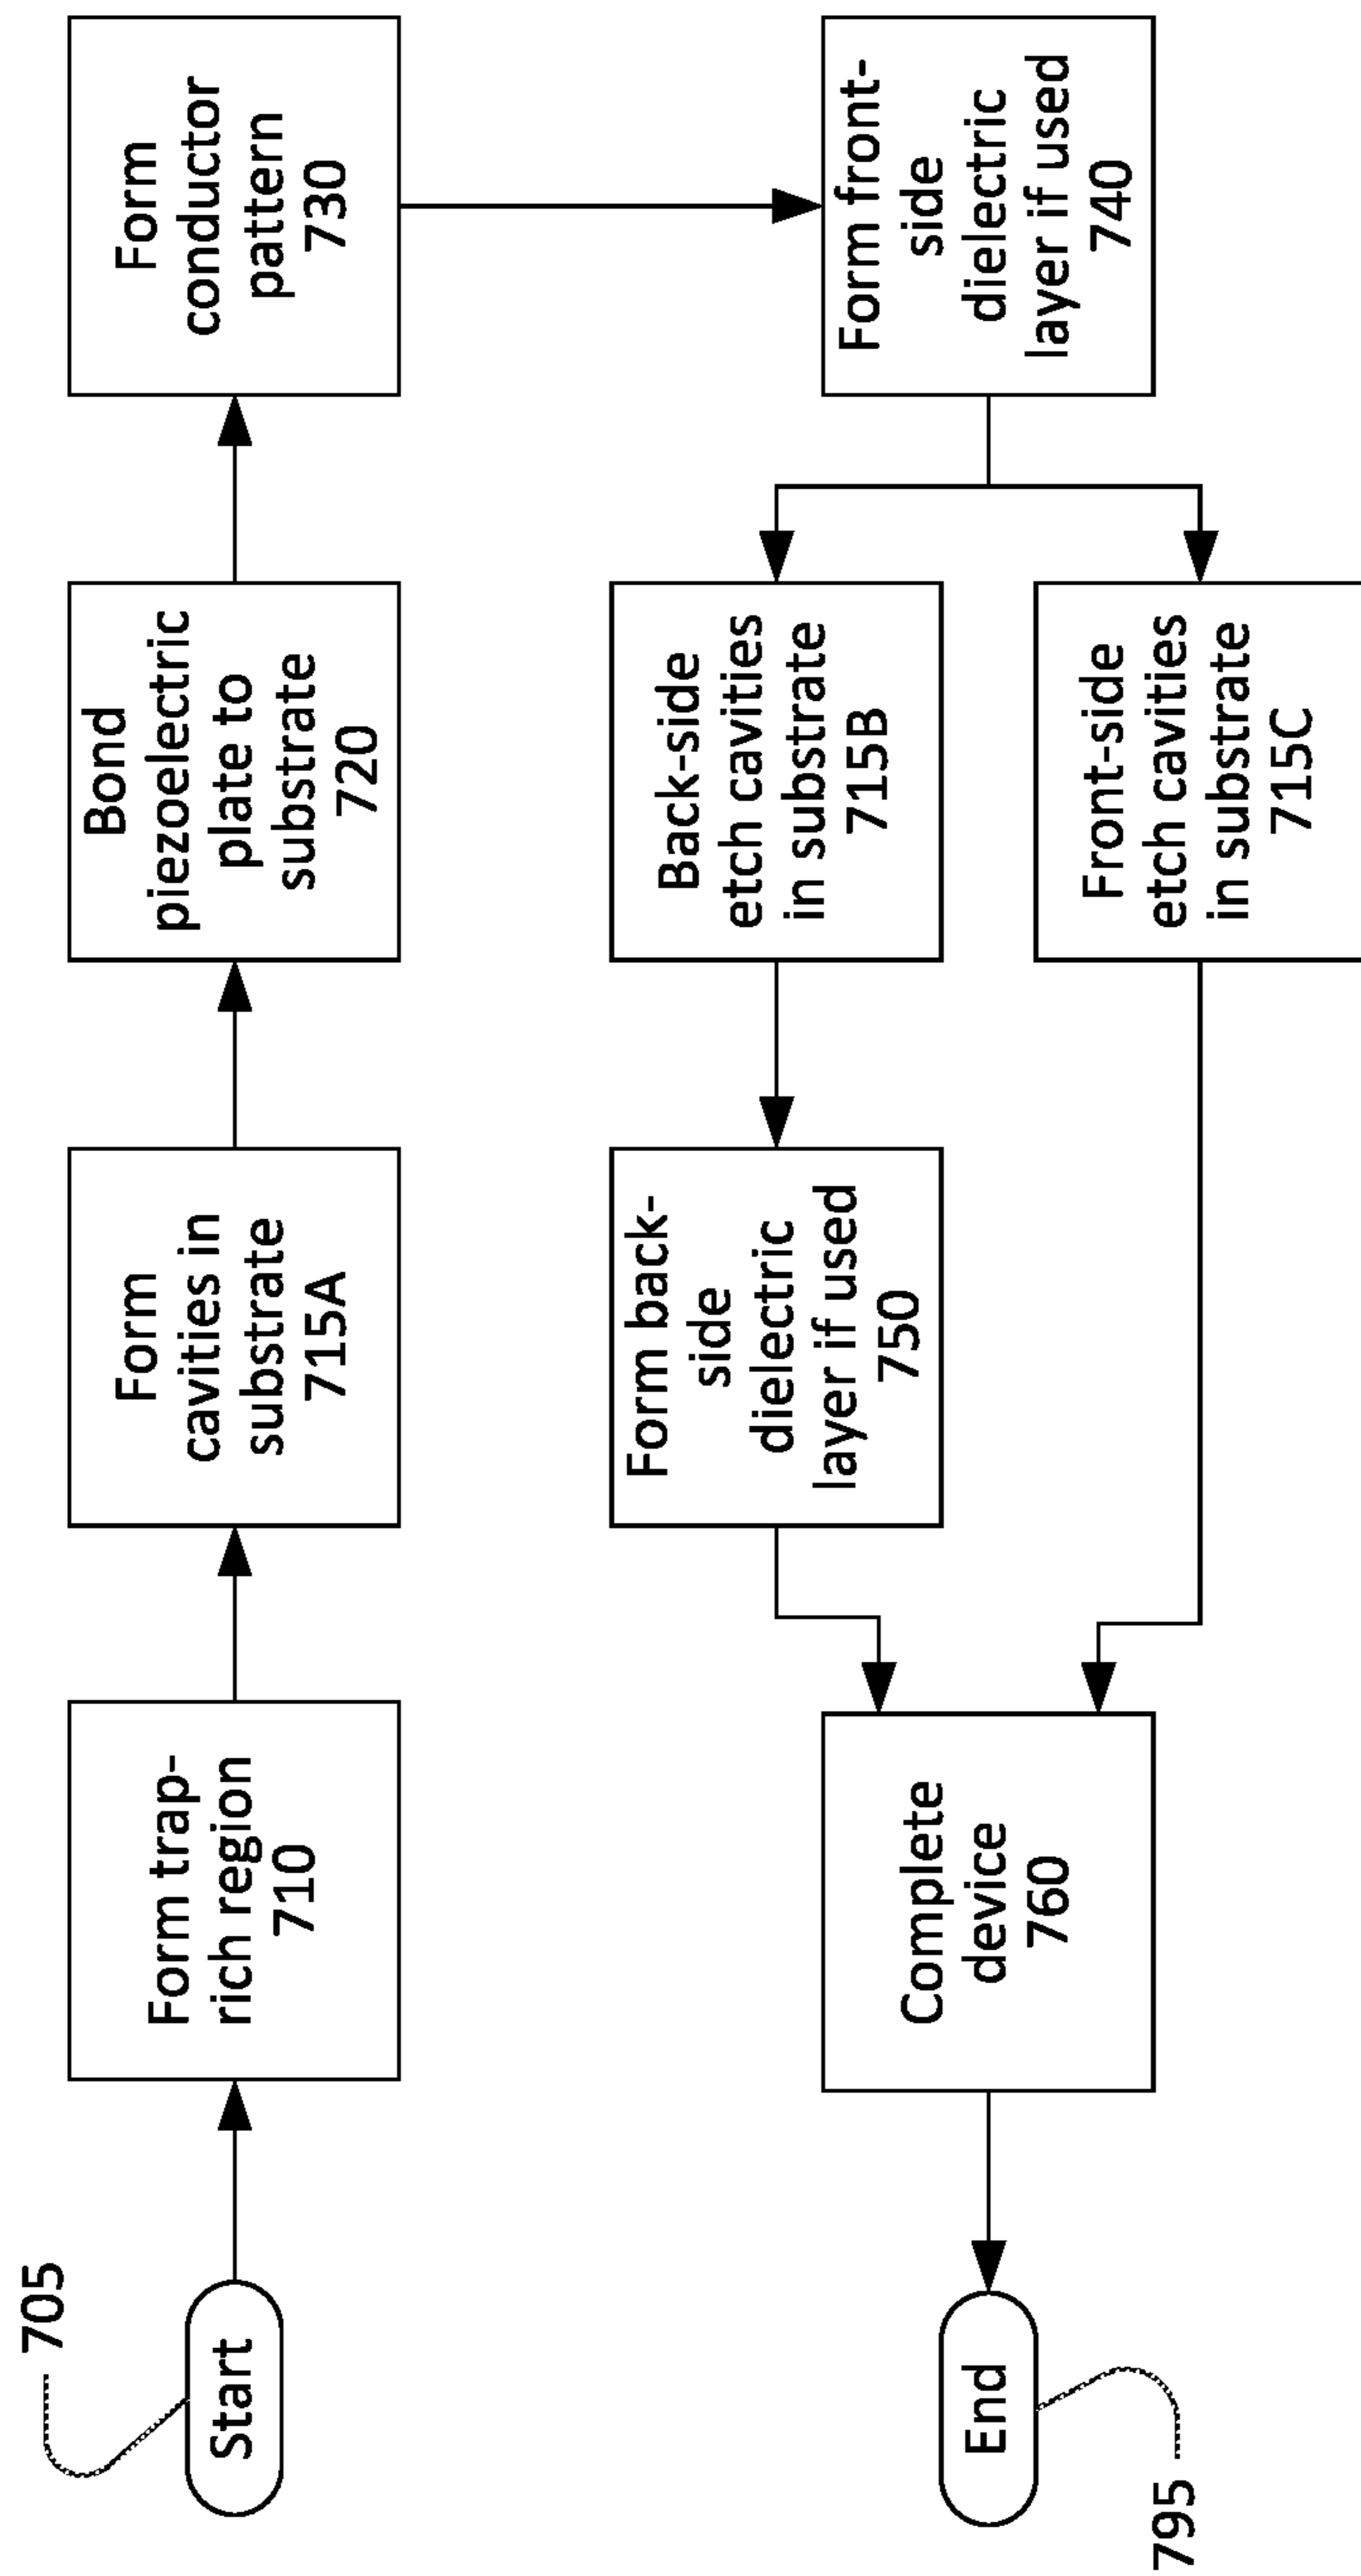 705
Start
Form trap-
rich region
710
Form
cavities in
substrate
715A
Bond
piezoelectric
plate to
substrate
720
Form
conductor
pattern
730
Form front-
side
dielectric
layer if used
740
Back-side
etch cavities
in substrate
715B
Front-side
etch cavities
in substrate
715C
Form back-
side
dielectric
layer if used
750
Complete
device
760
End
795